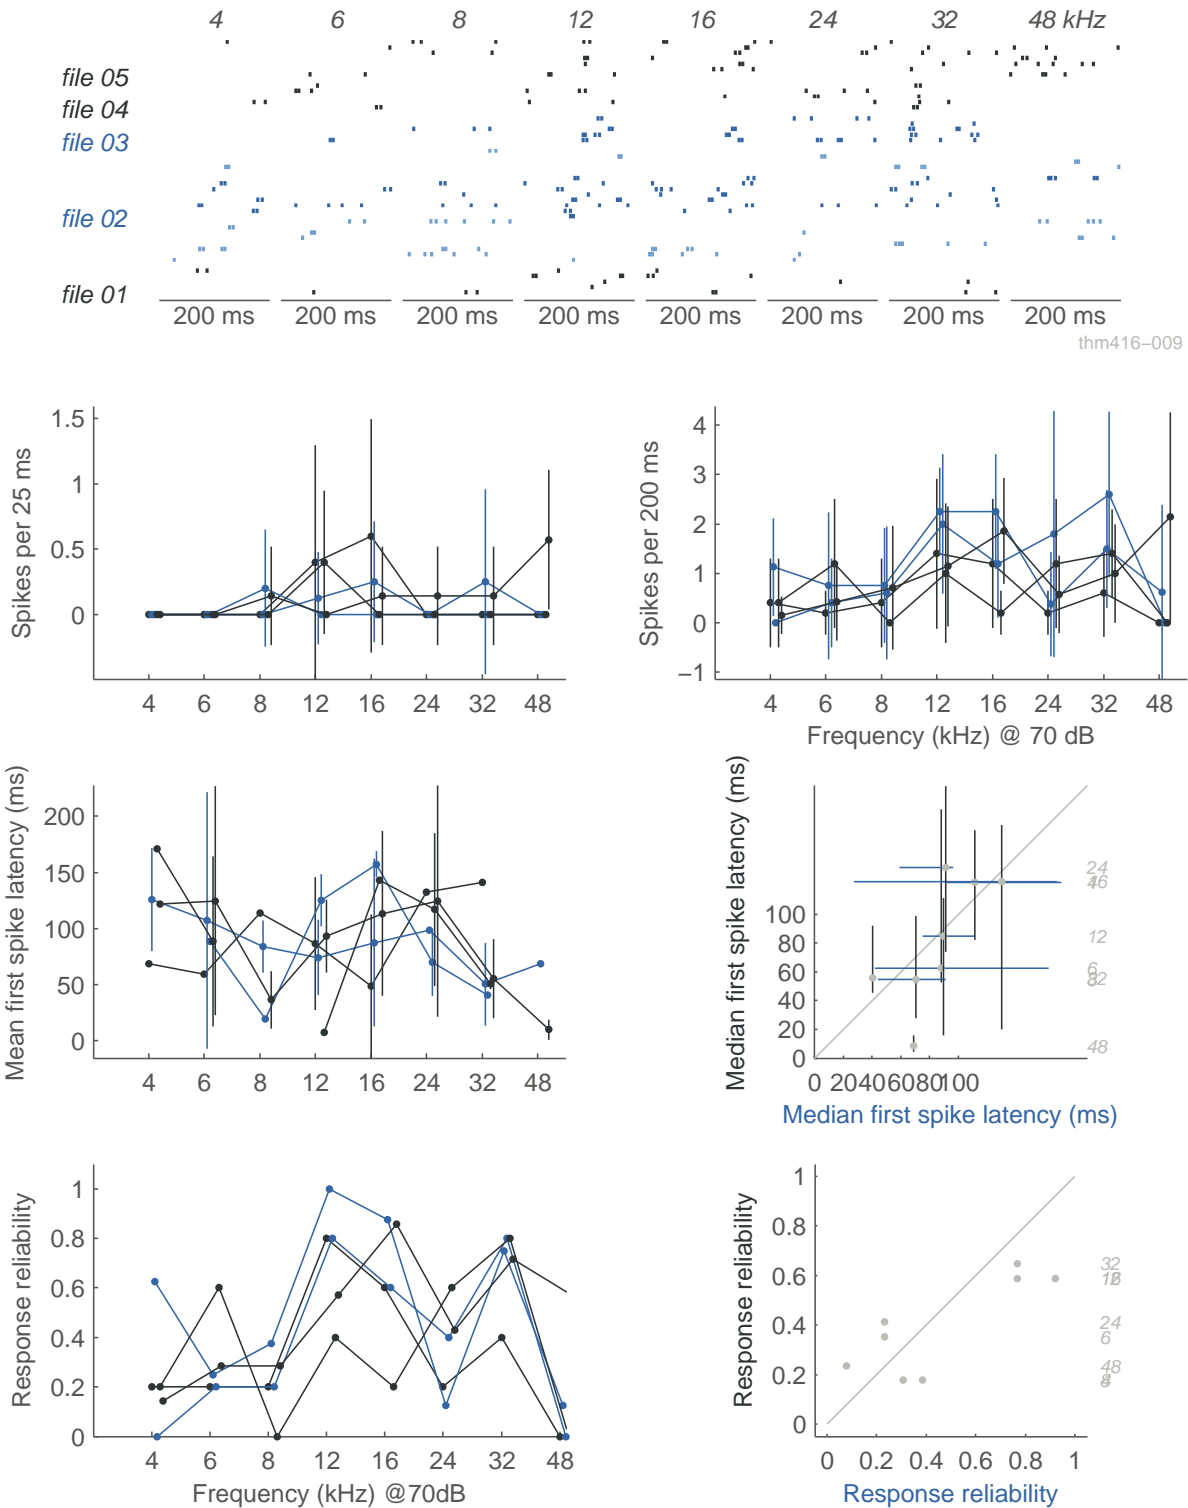 4 6 8 12 16 24 32 48 kHz
file 05
file 04
file 03
file 02
file 01
200 ms 200 ms 200 ms 200 ms 200 ms 200 ms 200 ms 200 ms
thm416–009
Spikes per 25 ms
1.5
1
0.5
0
4 6 8 12 16 24 32 48
Spikes per 200 ms
4
3
2
1
0
–1
4 6 8 12 16 24 32 48
Frequency (kHz) @ 70 dB
Mean first spike latency (ms)
200
150
100
50
0
4 6 8 12 16 24 32 48
Median first spike latency (ms)
100
80
60
40
20
0
0 20 40 60 80 100
Median first spike latency (ms)
24
12
6
48
Response reliability
1
0.8
0.6
0.4
0.2
0
4 6 8 12 16 24 32 48
Frequency (kHz) @70dB
Response reliability
1
0.8
0.6
0.4
0.2
0
0 0.2 0.4 0.6 0.8 1
Response reliability
32
24
6
48